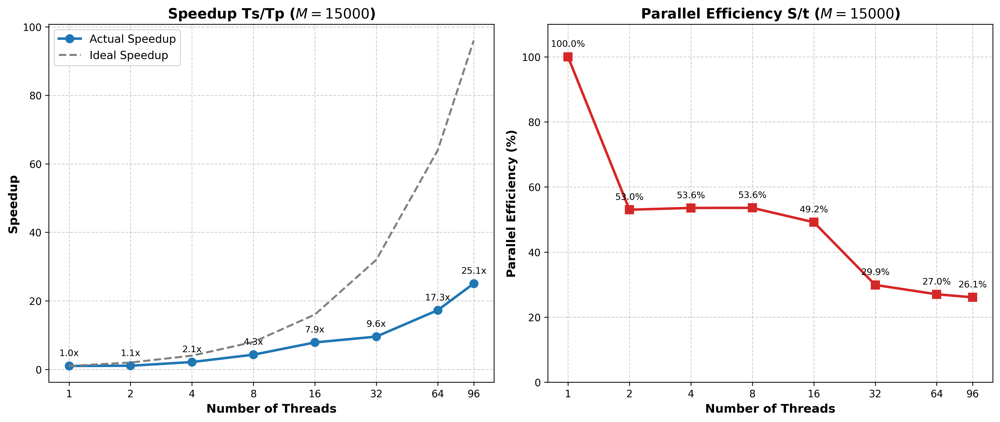 Speedup Ts/Tp (M = 15000)
100
80
60
40
20
0
Speedup
Actual Speedup
Ideal Speedup
1.0x
1.1x
2.1x
4.3x
7.9x
9.6x
17.3x
25.1x
1 2 4 8 16 32 64 96
Number of Threads
Parallel Efficiency S/t (M = 15000)
100
80
60
40
20
0
Parallel Efficiency (%)
100.0%
53.0%
53.6%
53.6%
49.2%
29.9%
27.0%
26.1%
1 2 4 8 16 32 64 96
Number of Threads